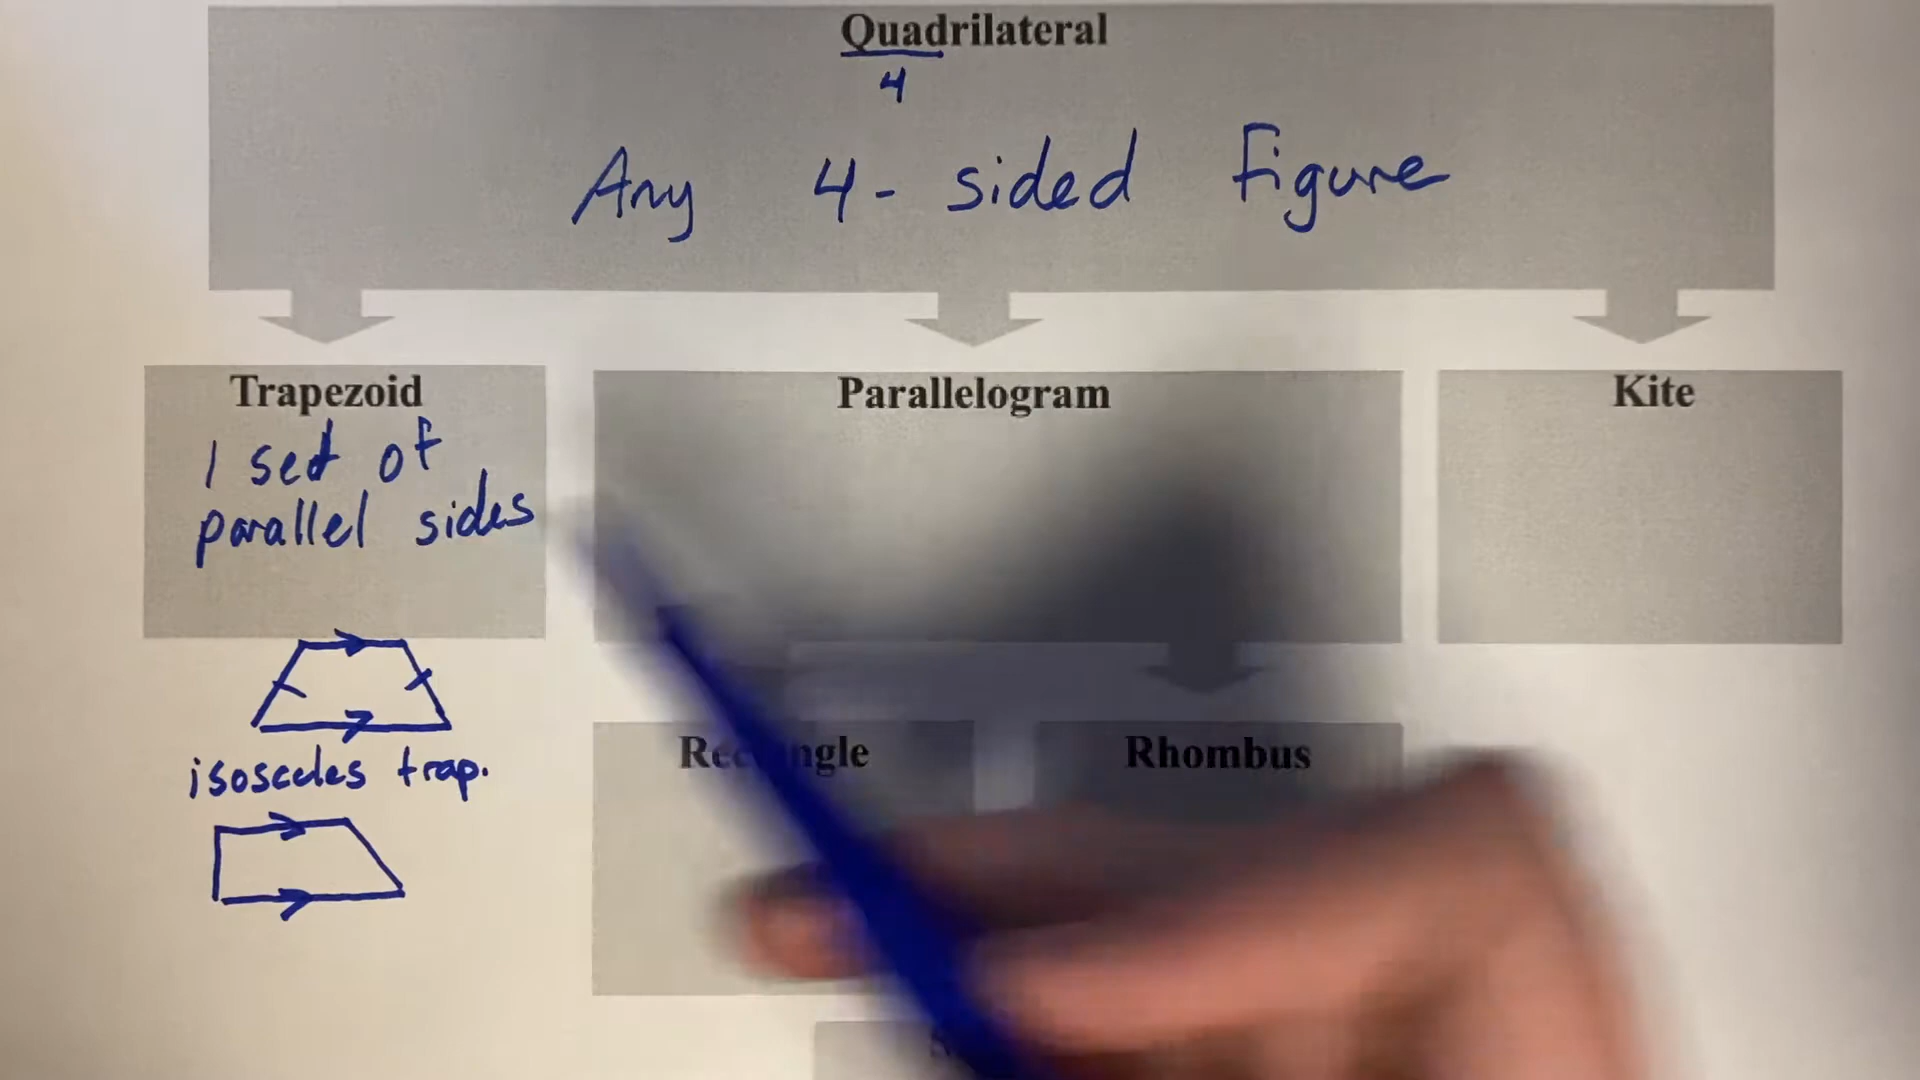 Quadrilateral
4
Any 4-sided Figure
Trapezoid
1 set of
parallel sides
isosceles trap.
Parallelogram
Kite
Rhombus